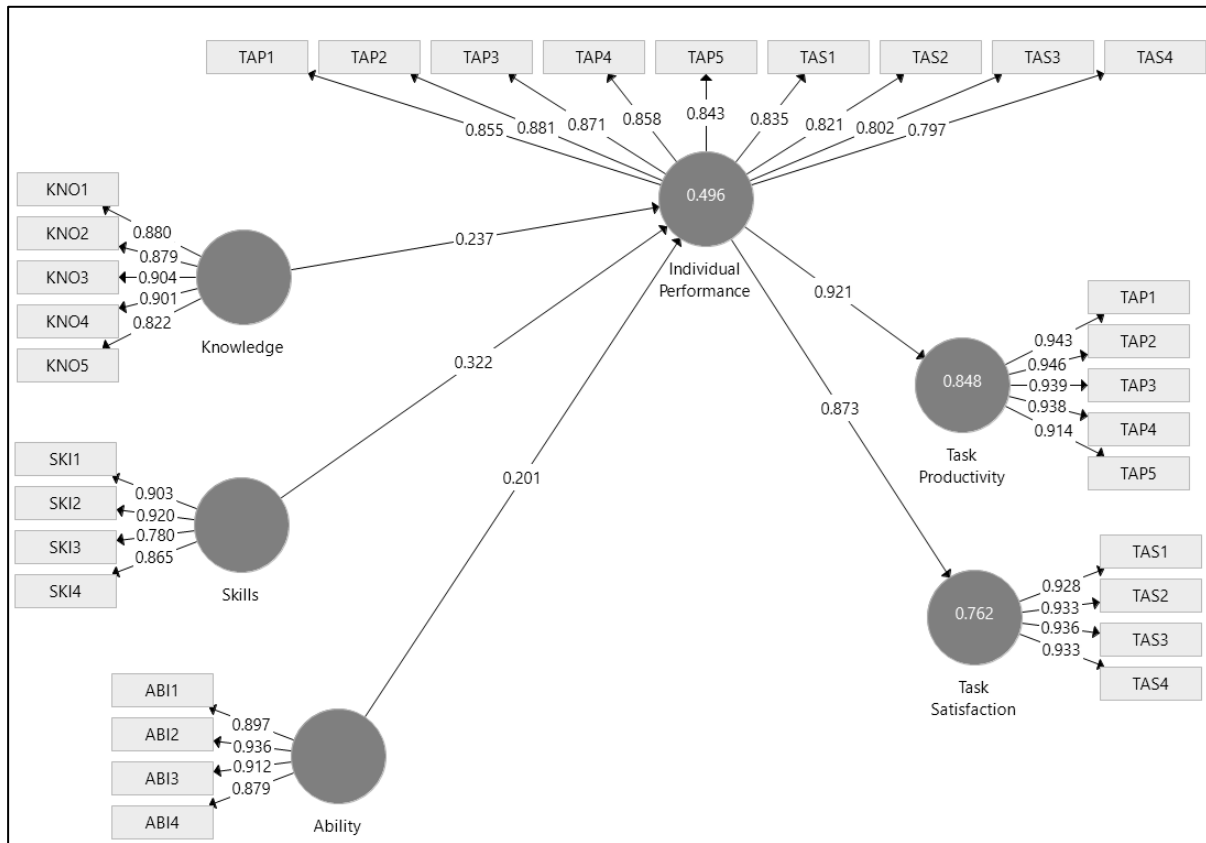 TAP1 TAP2 TAP3 TAP4 TAP5 TAS1 TAS2 TAS3 TAS4
0.855 0.881 0.871 0.858 0.843 0.835 0.821 0.802 0.797
KNO1
KNO2
KNO3
KNO4
KNO5
0.880
0.879
0.904
0.901
0.822
Knowledge
0.237
0.496
Individual
Performance
0.322
0.201
0.921
0.873
SKI1
SKI2
SKI3
SKI4
0.903
0.920
0.780
0.865
Skills
ABI1
ABI2
ABI3
ABI4
0.897
0.936
0.912
0.879
Ability
0.848
Task
Productivity
0.943
0.946
0.939
0.938
0.914
TAP1
TAP2
TAP3
TAP4
TAP5
0.762
Task
Satisfaction
0.928
0.933
0.936
0.933
TAS1
TAS2
TAS3
TAS4